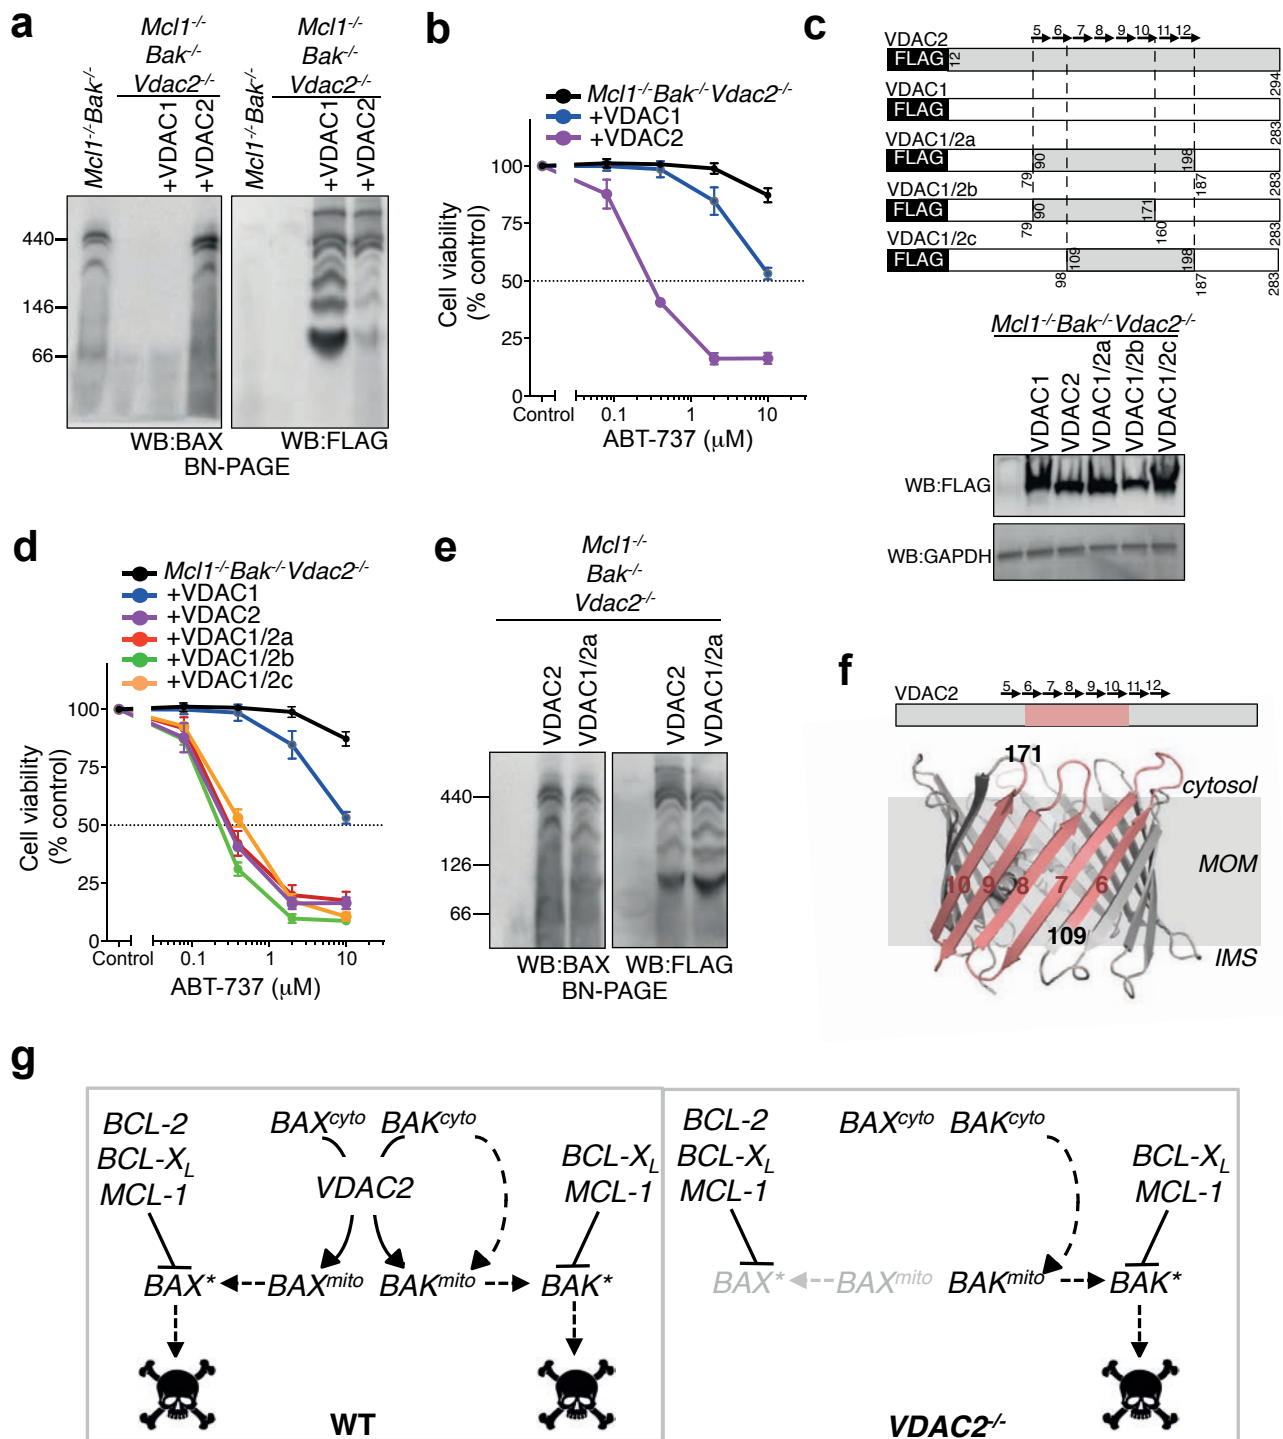 a
Mcl1-/-
Bak-/-
Vdac2-/-
Mcl1-/-
Bak-/-
Vdac2-/-
Mcl1-/-Bak-/-
+VDAC1
+VDAC2
Mcl1-/-Bak-/-
+VDAC1
+VDAC2
440
146
66
WB:BAX WB:FLAG
BN-PAGE
b
Mcl1-/-Bak-/-Vdac2-/-
+VDAC1
+VDAC2
100
75
50
25
0
Cell viability
(% control)
Control 0.1 1 10
ABT-737 (μM)
c
5 6 7 8 9 10 11 12
VDAC2
FLAG 12 294
VDAC1
FLAG 283
VDAC1/2a
FLAG 90 198
79 187 283
VDAC1/2b
FLAG 90 171
79 160 283
VDAC1/2c
FLAG 109 198
98 187 283
Mcl1-/-Bak-/-Vdac2-/-
VDAC1
VDAC2
VDAC1/2a
VDAC1/2b
VDAC1/2c
WB:FLAG
WB:GAPDH
d
Mcl1-/-Bak-/-Vdac2-/-
+VDAC1
+VDAC2
+VDAC1/2a
+VDAC1/2b
+VDAC1/2c
100
75
50
25
0
Cell viability
(% control)
Control 0.1 1 10
ABT-737 (μM)
e
Mcl1-/-
Bak-/-
Vdac2-/-
VDAC2
VDAC1/2a
VDAC2
VDAC1/2a
440
126
66
WB:BAX WB:FLAG
BN-PAGE
f
5 6 7 8 9 10 11 12
VDAC2
171
cytosol
MOM
10 9 8 7 6
109
IMS
g
BCL-2
BCL-XL
MCL-1
BAXcyto BAKcyto
VDAC2
BCL-XL
MCL-1
BAX* BAXmito BAKmito BAK*
WT
BCL-2
BCL-XL
MCL-1
BAXcyto BAKcyto
BCL-XL
MCL-1
BAX* BAXmito BAKmito BAK*
VDAC2-/-